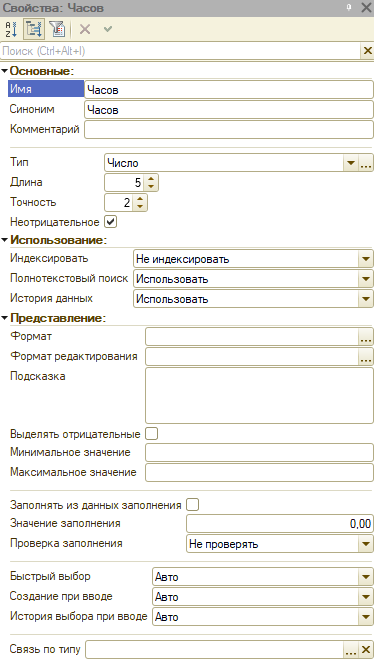 Свойства: Часов
Поиск (Ctrl+Alt+I)
Основные:
Имя Часов
Синоним Часов
Комментарий
Тип Число
Длина 5
Точность 2
Неотрицательное
Использование:
Индексировать Не индексировать
Полнотекстовый поиск Использовать
История данных Использовать
Представление:
Формат
Формат редактирования
Подсказка
Выделять отрицательные
Минимальное значение
Максимальное значение
Заполнять из данных заполнения
Значение заполнения 0,00
Проверка заполнения Не проверять
Быстрый выбор Авто
Создание при вводе Авто
История выбора при вводе Авто
Связь по типу